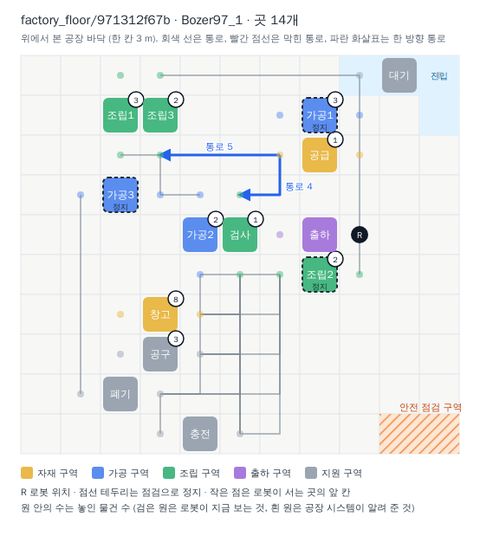 factory_floor/971312f67b · Bozer97_1 · 곳 14개
위에서 본 공장 바닥 (한 칸 3 m). 회색 선은 통로, 빨간 점선은 막힌 통로, 파란 화살표는 한 방향 통로
대기
조립1 3
조립3 2
가공1 3
정지
통로 5
공급 1
통로 4
가공3
정지
가공2 2
검사 1
출하
R
조립2 2
정지
창고 8
공구 3
폐기
안전 점검 구역
충전
자재 구역 가공 구역 조립 구역 출하 구역 지원 구역
R 로봇 위치 · 점선 테두리는 점검으로 정지 · 작은 점은 로봇이 서는 곳의 앞 칸
원 안의 수는 놓인 물건 수 (검은 원은 로봇이 지금 보는 것, 흰 원은 공장 시스템이 알려 준 것)